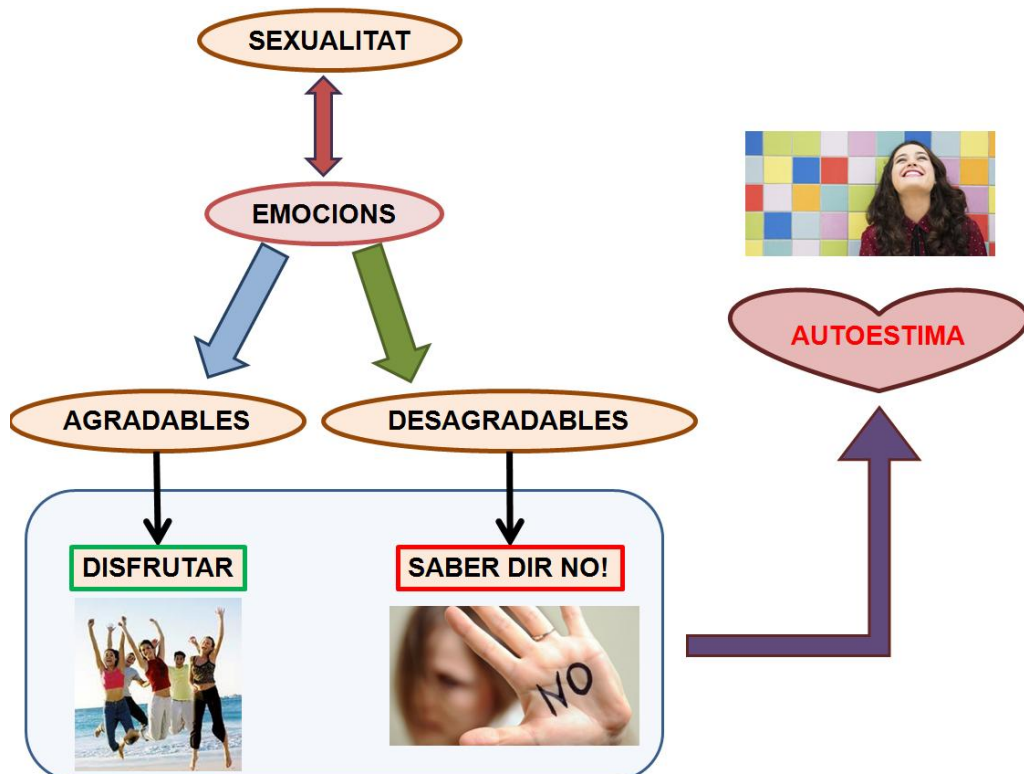 SEXUALITAT
EMOCIONS
AUTOESTIMA
AGRADABLES
DESAGRADABLES
DISFRUTAR
SABER DIR NO!
NO